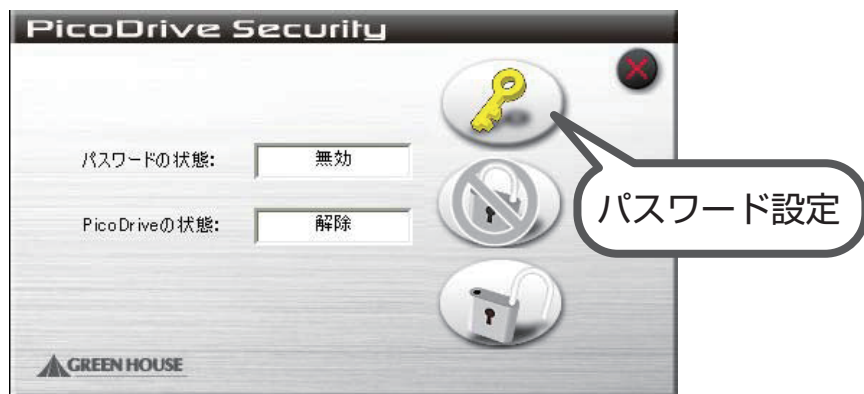 PicoDrive Security
パスワードの状態: 無効
パスワード設定
PicoDriveの状態: 解除
GREEN HOUSE